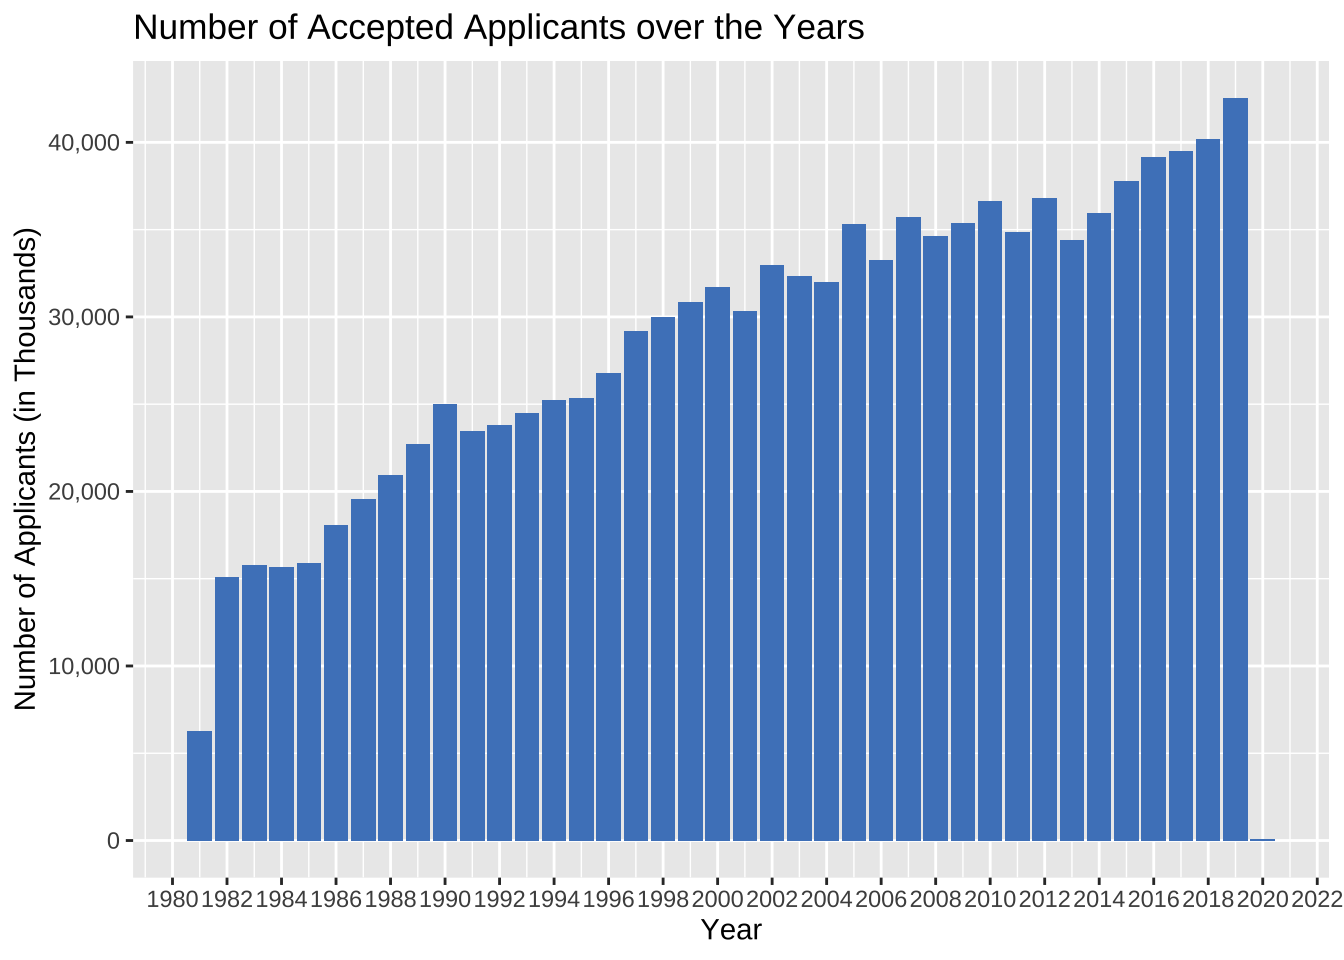 Number of Accepted Applicants over the Years
Number of Applicants (in Thousands)
40,000
30,000
20,000
10,000
0
1980 1982 1984 1986 1988 1990 1992 1994 1996 1998 2000 2002 2004 2006 2008 2010 2012 2014 2016 2018 2020 2022
Year